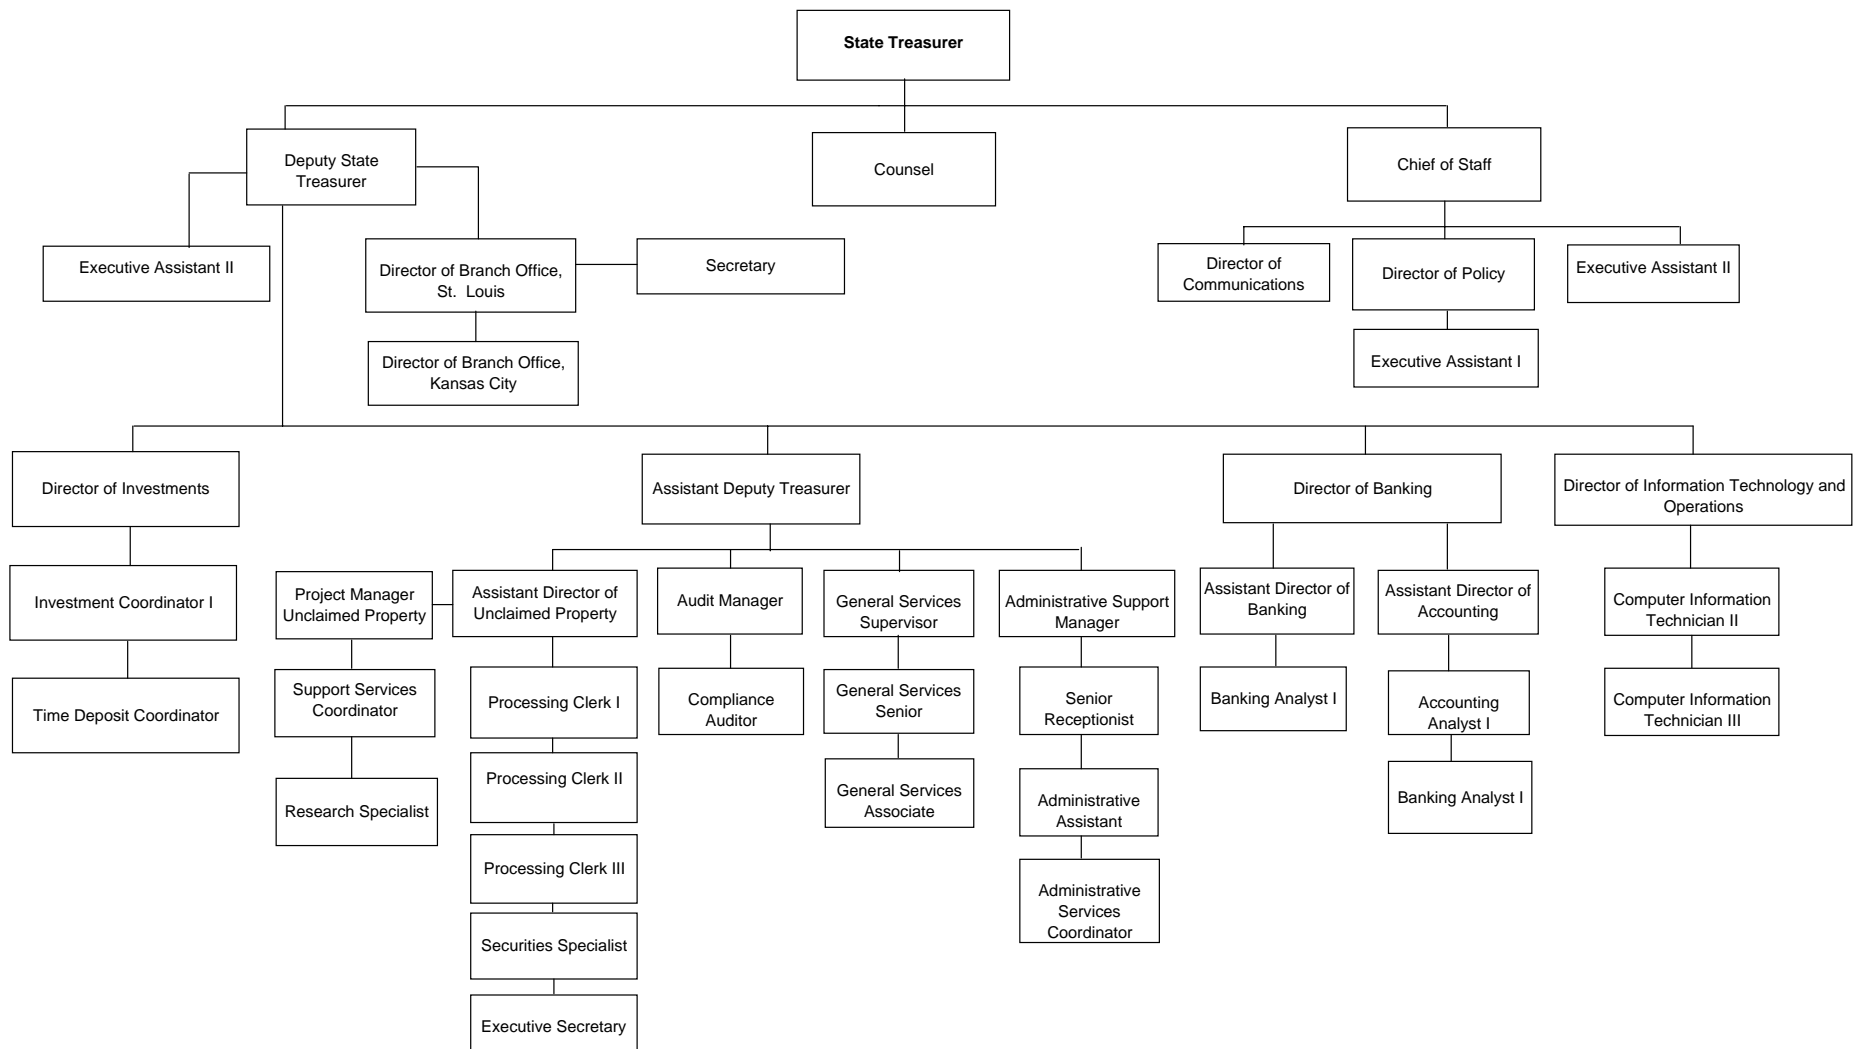 State Treasurer
Deputy State
Treasurer
Counsel
Chief of Staff
Executive Assistant II
Director of Branch Office,
St. Louis
Secretary
Director of
Communications
Director of Policy
Executive Assistant II
Director of Branch Office,
Kansas City
Executive Assistant I
Director of Investments
Assistant Deputy Treasurer
Director of Banking
Director of Information Technology and
Operations
Investment Coordinator I
Project Manager
Unclaimed Property
Assistant Director of
Unclaimed Property
Audit Manager
General Services
Supervisor
Administrative Support
Manager
Assistant Director of
Banking
Assistant Director of
Accounting
Computer Information
Technician II
Time Deposit Coordinator
Support Services
Coordinator
Processing Clerk I
Compliance
Auditor
General Services
Senior
Senior
Receptionist
Banking Analyst I
Accounting
Analyst I
Computer Information
Technician III
Research Specialist
Processing Clerk II
General Services
Associate
Administrative
Assistant
Banking Analyst I
Processing Clerk III
Administrative
Services
Coordinator
Securities Specialist
Executive Secretary